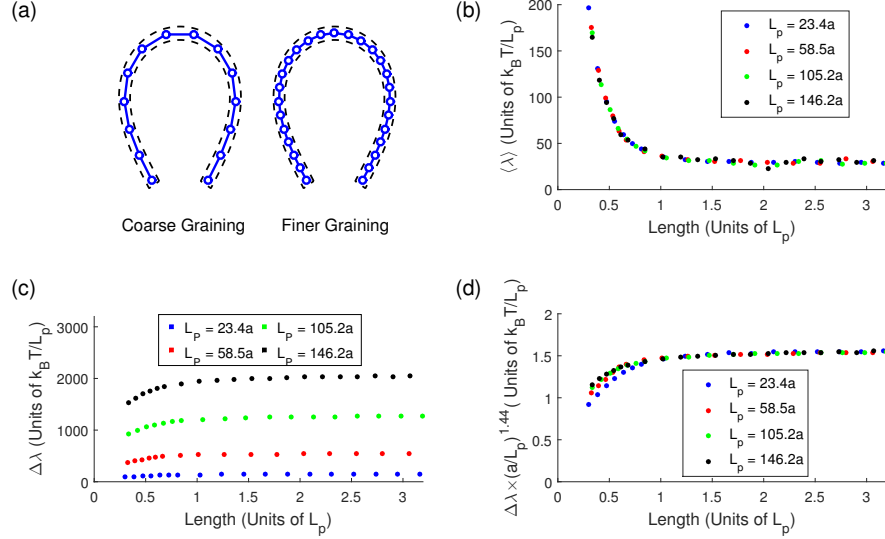 (a)
Coarse Graining
Finer Graining
(b)
⟨λ⟩ (Units of k_BT/L_p)
200
150
100
50
0
0 0.5 1 1.5 2 2.5 3
Length (Units of L_p)
L_p = 23.4a
L_p = 58.5a
L_p = 105.2a
L_p = 146.2a
(c)
Δλ (Units of k_BT/L_p)
3000
2000
1000
0
0 0.5 1 1.5 2 2.5 3
Length (Units of L_p)
L_P = 23.4a L_P = 105.2a
L_P = 58.5a L_P = 146.2a
(d)
Δλ×(a/L_p)^1.44 ( Units of k_BT/L_p)
2
1.5
1
0.5
0
0 0.5 1 1.5 2 2.5 3
Length (Units of L_p)
L_p = 23.4a
L_p = 58.5a
L_p = 105.2a
L_p = 146.2a